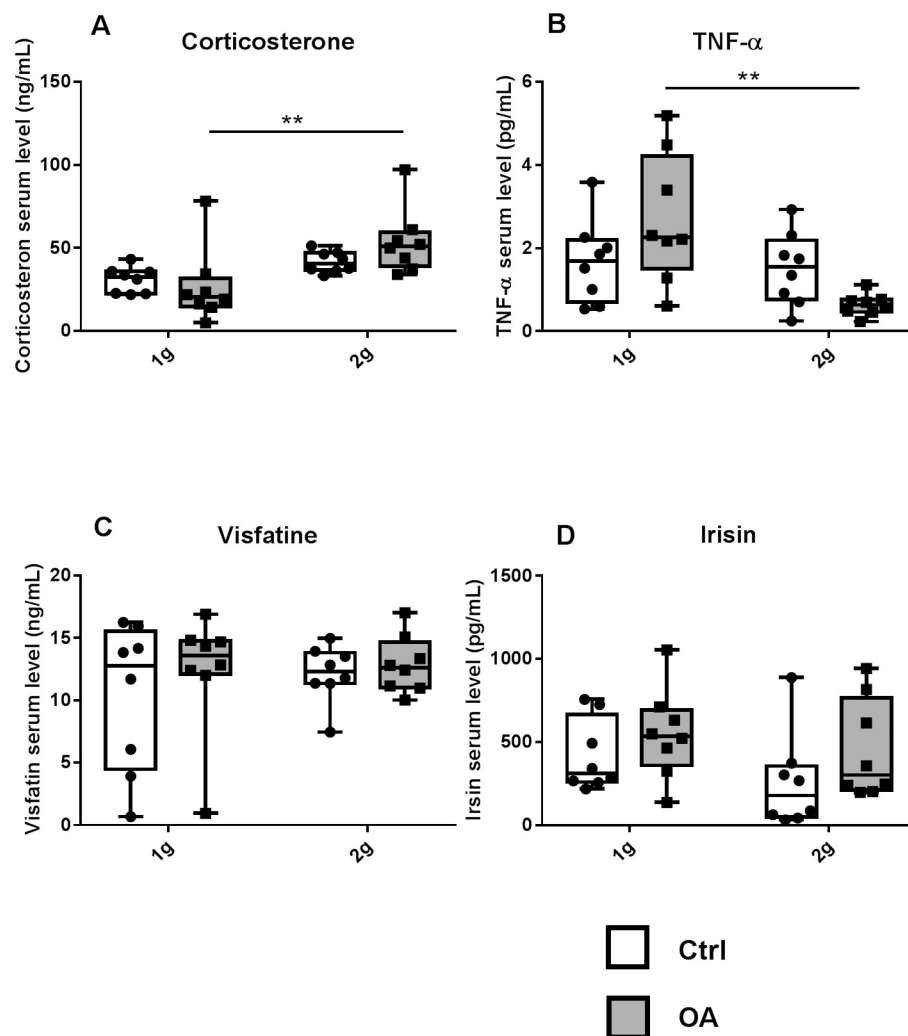 A
Corticosterone
Corticosteron serum level (ng/mL)
150
100
50
0
**
1g
2g
B
TNF-α
TNF-α serum level (pg/mL)
6
4
2
0
**
1g
2g
C
Visfatine
Visfatin serum level (ng/mL)
20
15
10
5
0
1g
2g
D
Irisin
Irsin serum level (pg/mL)
1500
1000
500
0
1g
2g
Ctrl
OA